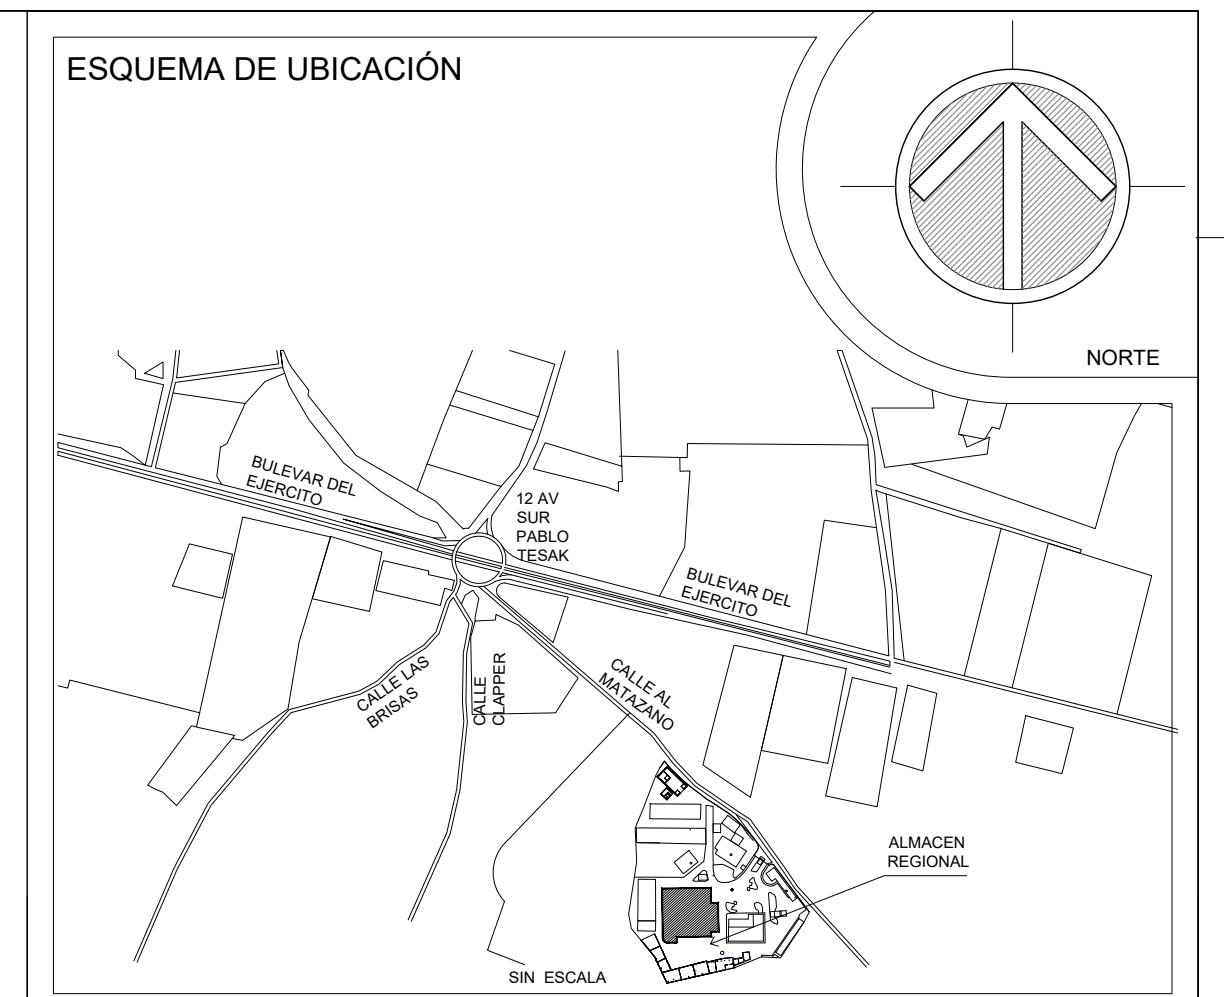 ESQUEMA DE UBICACIÓN
NORTE
BULEVAR DEL
EJERCITO
12 AV
SUR
PABLO
TESAK
BULEVAR DEL
EJERCITO
CALLE LAS
BRISAS
CALLE
CLAPPER
CALLE AL
MATAZANO
ALMACEN
REGIONAL
SIN ESCALA